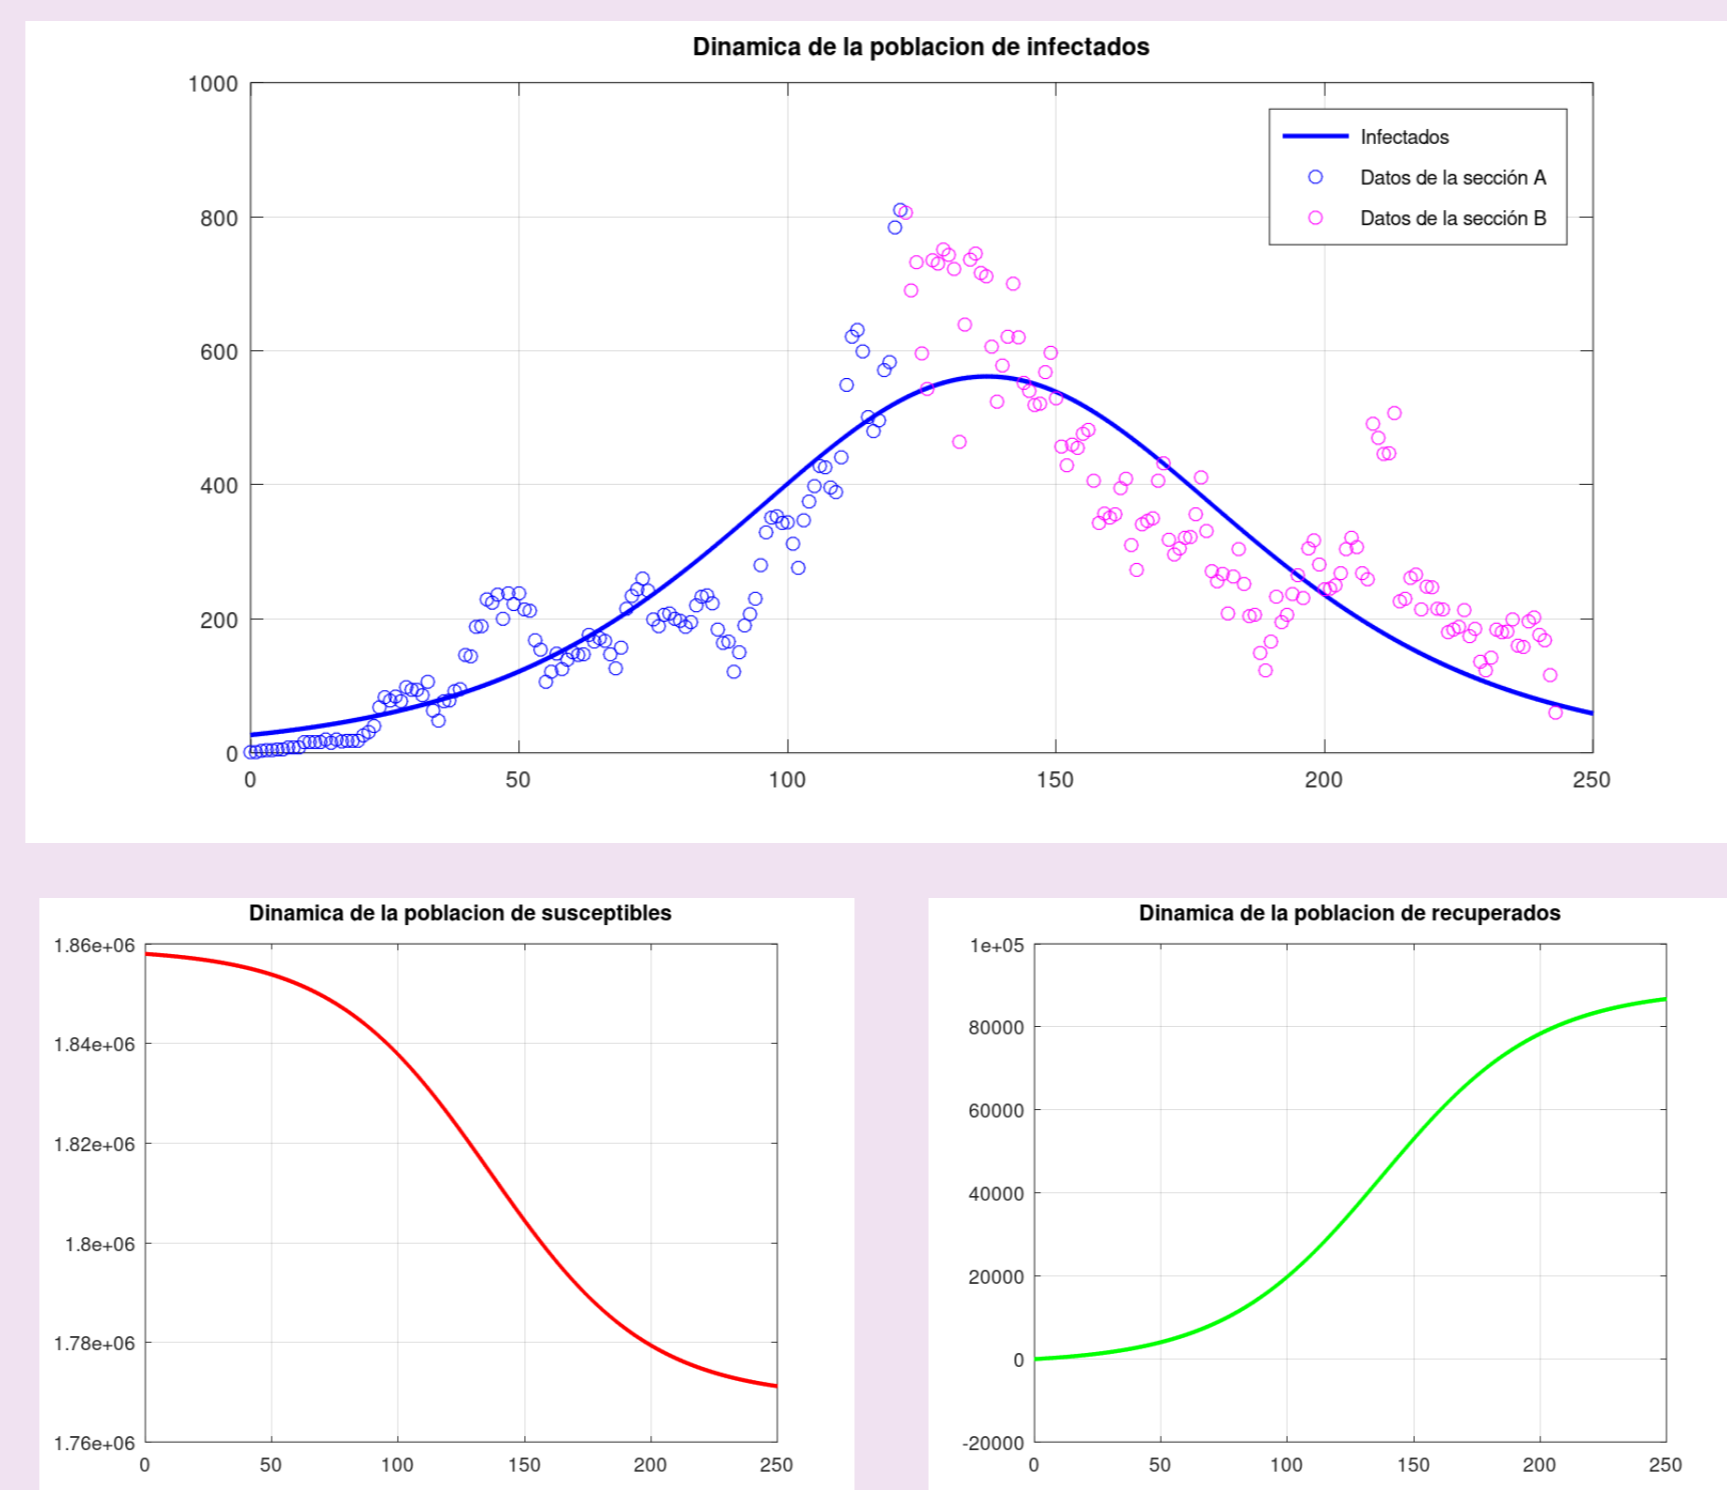 Dinamica de la poblacion de infectados
1000
800
600
400
200
0
0 50 100 150 200 250
Infectados
Datos de la sección A
Datos de la sección B
Dinamica de la poblacion de susceptibles
1.86e+06
1.84e+06
1.82e+06
1.8e+06
1.78e+06
1.76e+06
0 50 100 150 200 250
Dinamica de la poblacion de recuperados
1e+05
80000
60000
40000
20000
0
-20000
0 50 100 150 200 250